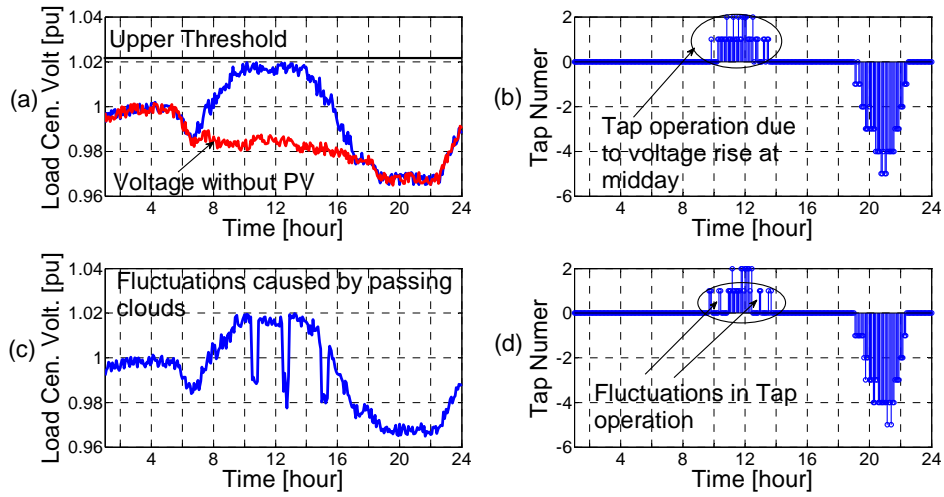 (a)
Load Cen. Volt [pu]
1.04
1.02
1
0.98
0.96
Upper Threshold
Voltage without PV
4 8 12 16 20 24
Time [hour]
(b)
Tap Numer
2
0
-2
-4
-6
Tap operation due
to voltage rise at
midday
4 8 12 16 20 24
Time [hour]
(c)
Load Cen. Volt. [pu]
1.04
1.02
1
0.98
0.96
Fluctuations caused by passing
clouds
4 8 12 16 20 24
Time [hour]
(d)
Tap Numer
2
0
-2
-4
-6
Fluctuations in Tap
operation
4 8 12 16 20 24
Time [hour]